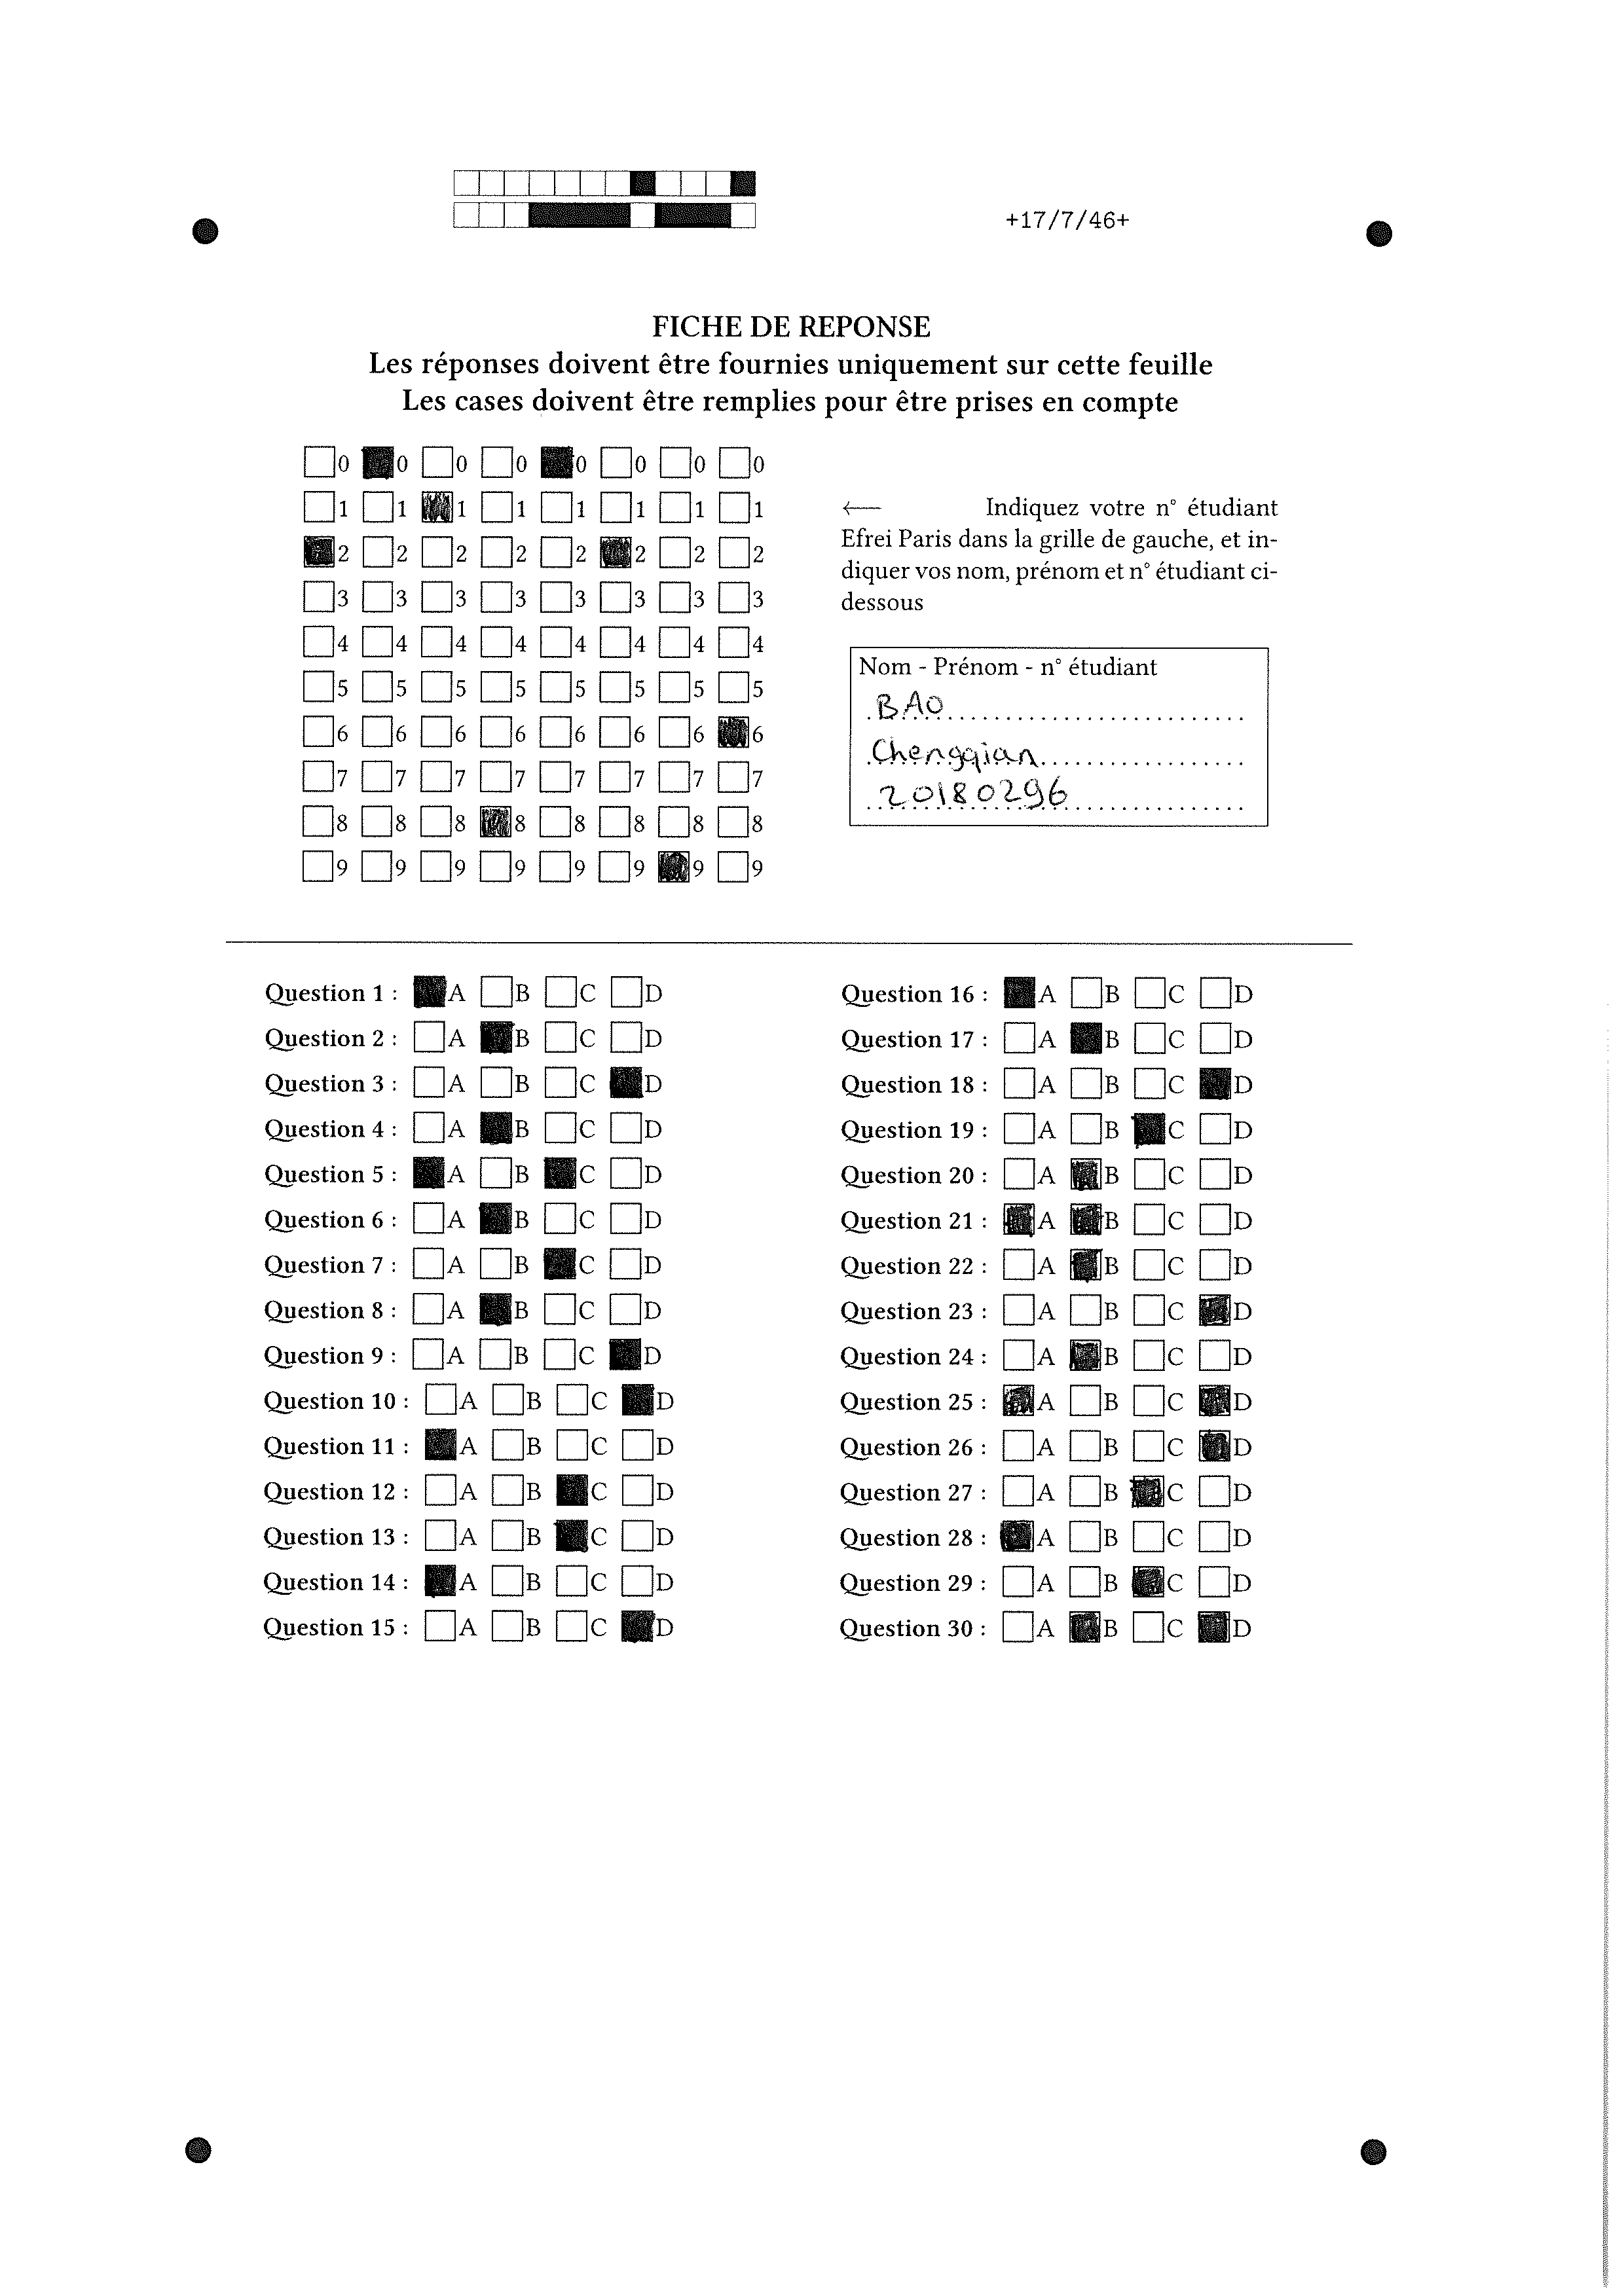 +17/7/46+
FICHE DE REPONSE
Les réponses doivent être fournies uniquement sur cette feuille
Les cases doivent être remplies pour être prises en compte
0 0 0 0 0 0 0 0
1 1 1 1 1 1 1 1
2 2 2 2 2 2 2 2
3 3 3 3 3 3 3 3
4 4 4 4 4 4 4 4
5 5 5 5 5 5 5 5
6 6 6 6 6 6 6 6
7 7 7 7 7 7 7 7
8 8 8 8 8 8 8 8
9 9 9 9 9 9 9 9
← Indiquez votre n° étudiant
Efrei Paris dans la grille de gauche, et in-
diquer vos nom, prénom et n° étudiant ci-
dessous
Nom - Prénom - n° étudiant
BAO
Chengqian
20180296
Question 1 : A B C D
Question 2 : A B C D
Question 3 : A B C D
Question 4 : A B C D
Question 5 : A B C D
Question 6 : A B C D
Question 7 : A B C D
Question 8 : A B C D
Question 9 : A B C D
Question 10 : A B C D
Question 11 : A B C D
Question 12 : A B C D
Question 13 : A B C D
Question 14 : A B C D
Question 15 : A B C D
Question 16 : A B C D
Question 17 : A B C D
Question 18 : A B C D
Question 19 : A B C D
Question 20 : A B C D
Question 21 : A B C D
Question 22 : A B C D
Question 23 : A B C D
Question 24 : A B C D
Question 25 : A B C D
Question 26 : A B C D
Question 27 : A B C D
Question 28 : A B C D
Question 29 : A B C D
Question 30 : A B C D